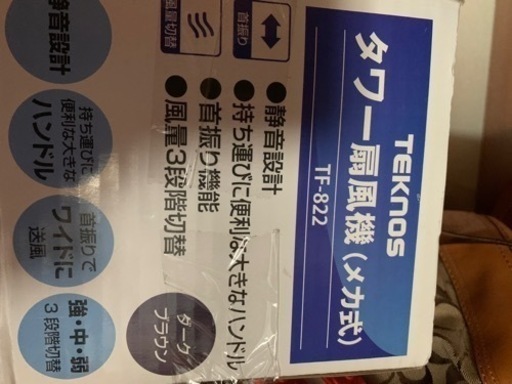 TEKNOS
タワー扇風機(メカ式)
TF-822
首振り
風量切替
●静音設計
●持ち運びに便利な大きなハンドル
●首振り機能
●風量3段階切替
ダーク
ブラウン
静音設計
持ち運びに
便利な大きな
ハンドル
首振りで
ワイドに
送風
強・中・弱
3段階切替